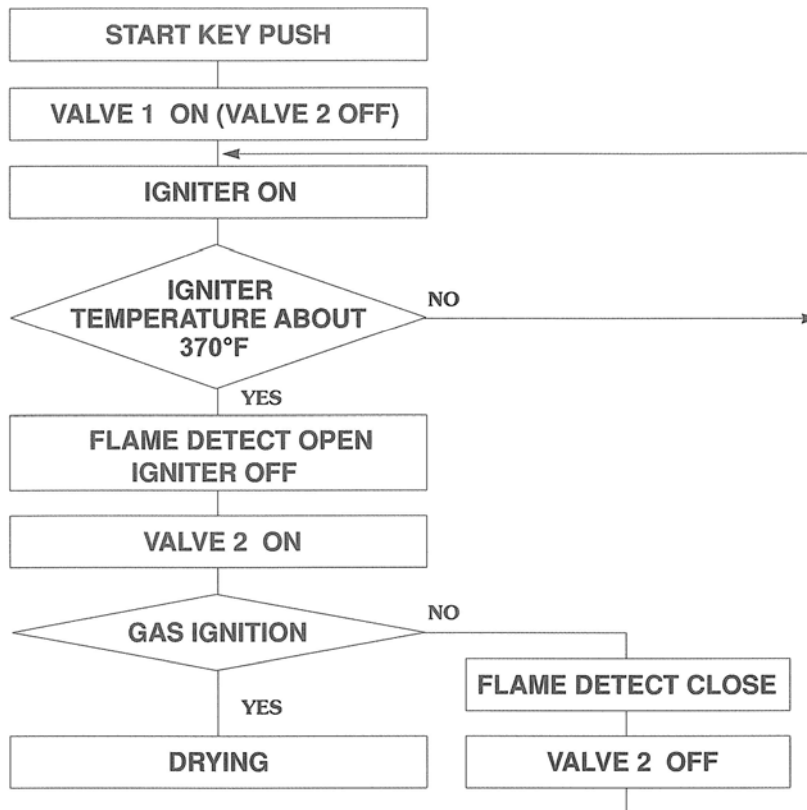 START KEY PUSH
VALVE 1 ON (VALVE 2 OFF)
IGNITER ON
IGNITER
TEMPERATURE ABOUT
370°F
NO
YES
FLAME DETECT OPEN
IGNITER OFF
VALVE 2 ON
GAS IGNITION
NO
YES
FLAME DETECT CLOSE
DRYING
VALVE 2 OFF